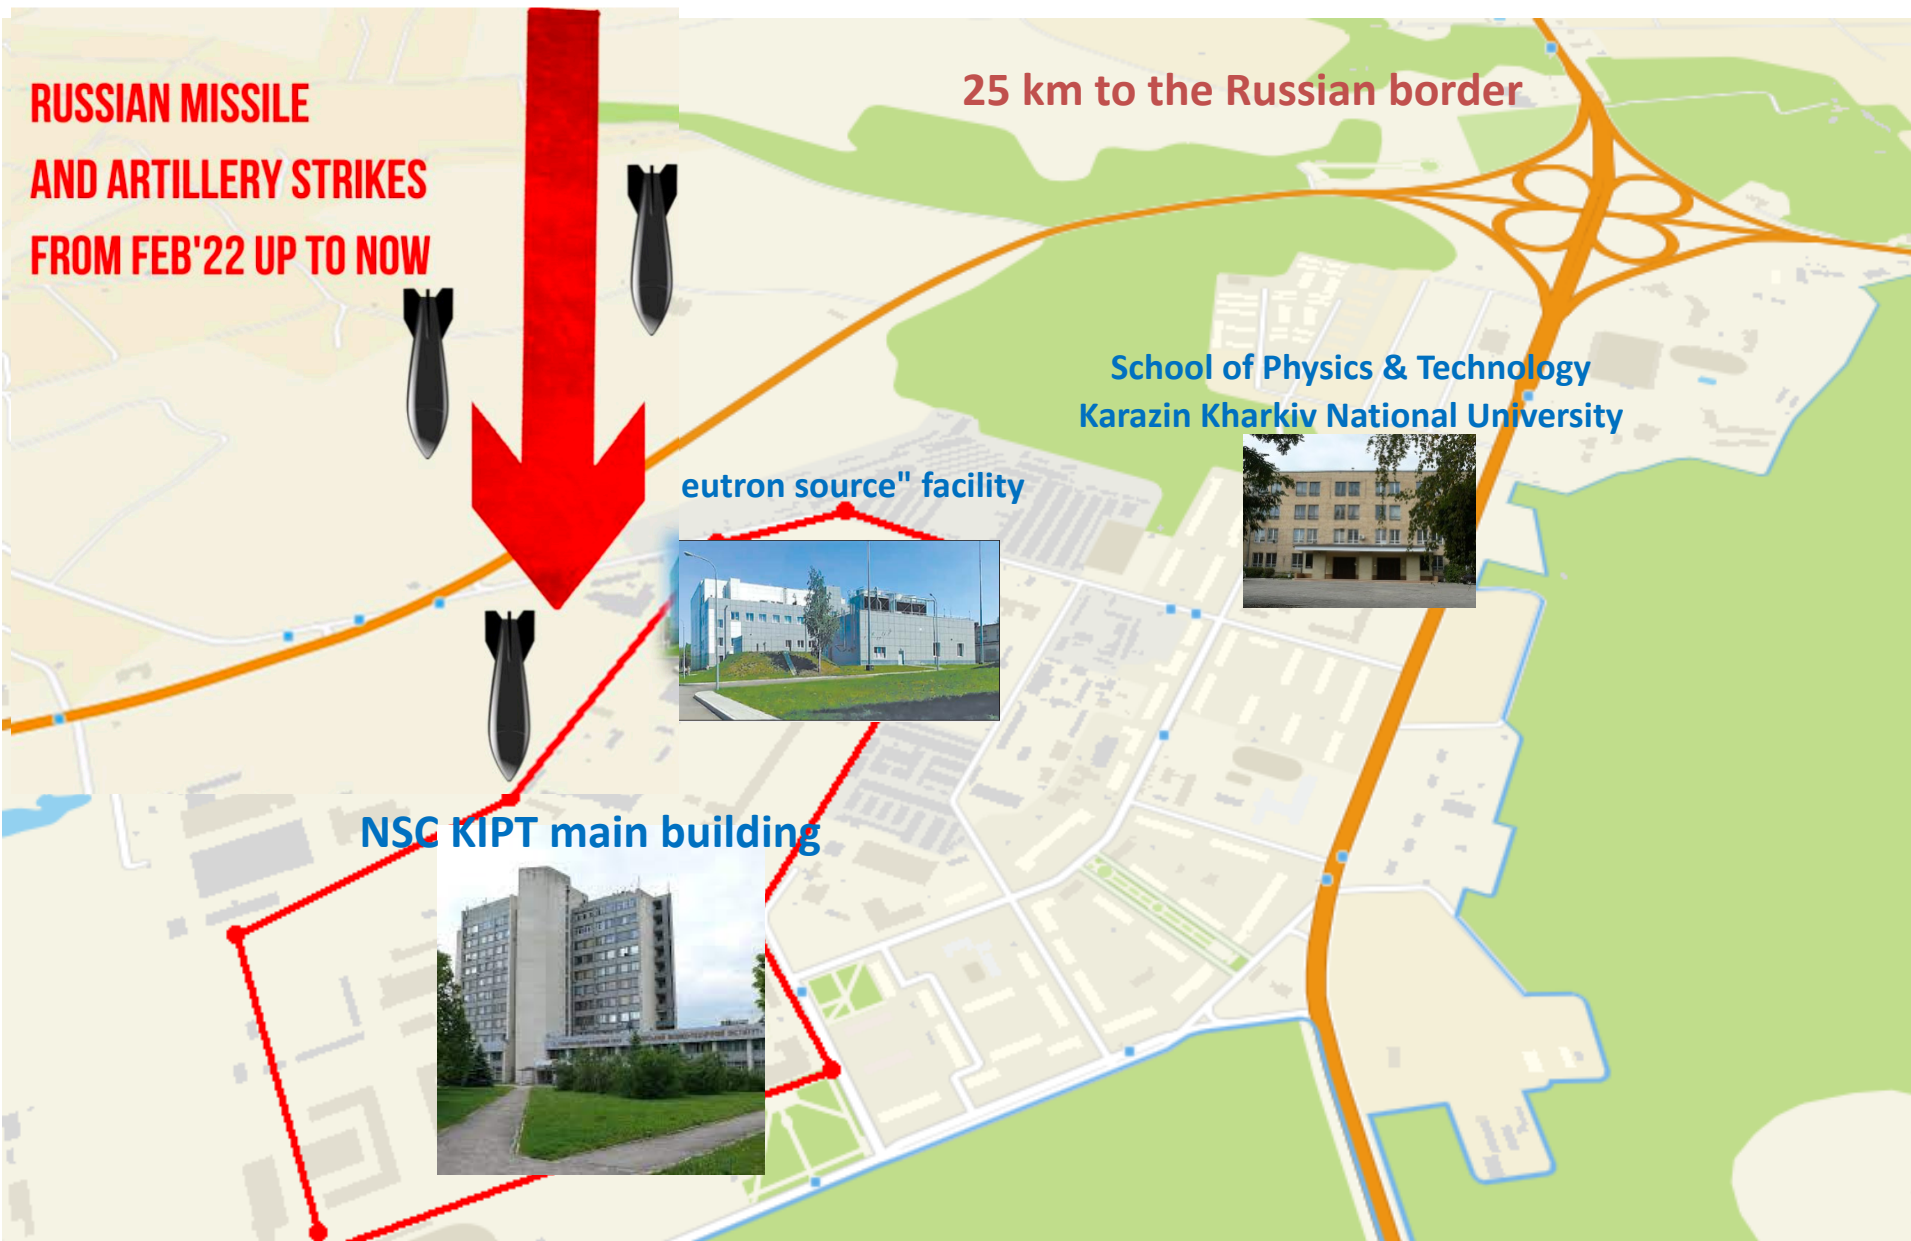 RUSSIAN MISSILE
AND ARTILLERY STRIKES
FROM FEB'22 UP TO NOW
25 km to the Russian border
School of Physics & Technology
Karazin Kharkiv National University
eutron source" facility
NSC KIPT main building